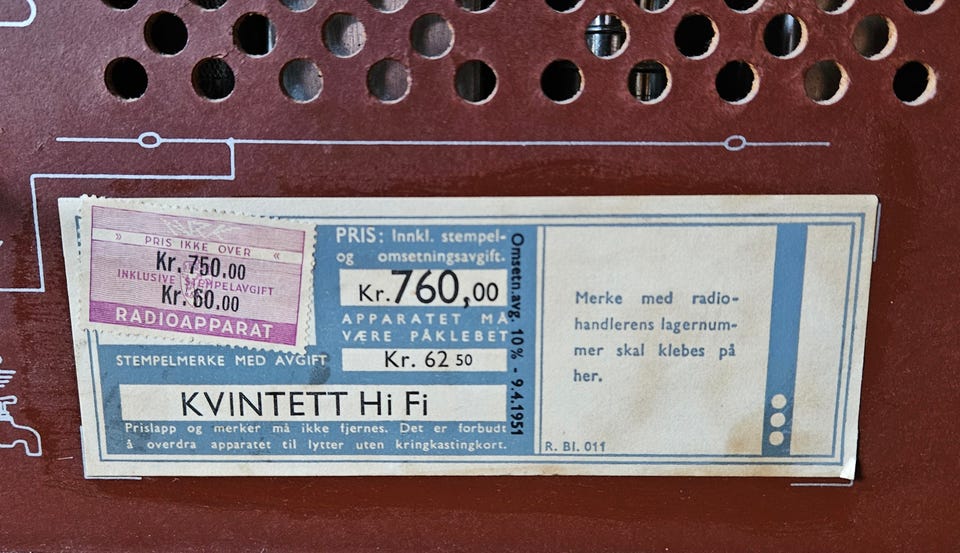 » PRIS IKKE OVER «
Kr. 750.00
INKLUSIVE STEMPELAVGIFT
Kr. 60.00
RADIOAPPARAT
STEMPELMERKE MED AVGIFT
PRIS: Innkl. stempel-
og omsetningsavgift.
Kr. 760,00
APPARATET MÅ
VÆRE PÅKLEBET
Kr. 62 50
KVINTETT Hi Fi
Prislapp og merker må ikke fjernes. Det er forbudt
å overdra apparatet til lytter uten kringkastingkort.
Omsetn.avg. 10% - 9.4.1951
Merke med radio-
handlerens lagernum-
mer skal klebes på
her.
R. Bl. 011